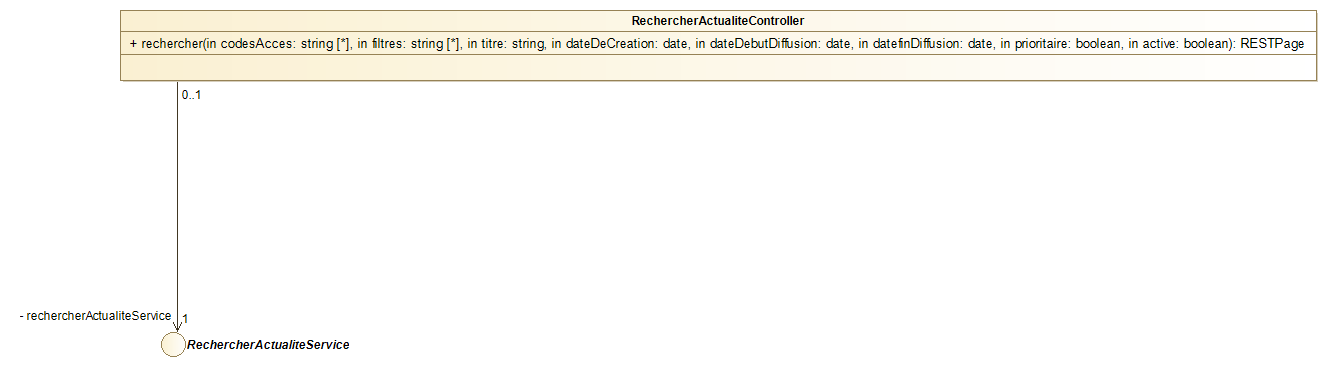 RechercherActualiteController
+ rechercher(in codesAcces: string [*], in filtres: string [*], in titre: string, in dateDeCreation: date, in dateDebutDiffusion: date, in datefinDiffusion: date, in prioritaire: boolean, in active: boolean): RESTPage
0..1
- rechercherActualiteService
1
RechercherActualiteService